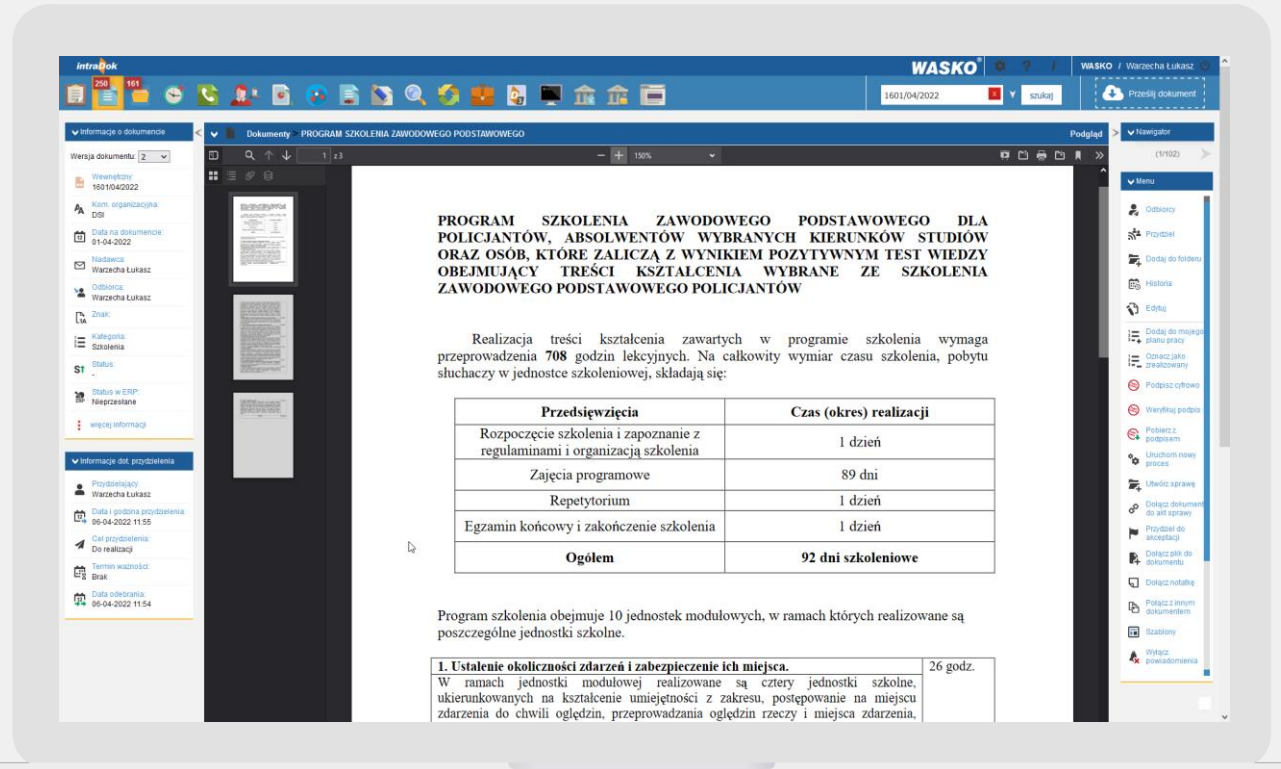 intraDok
WASKO
WASKO / Warzecha Łukasz
250
161
1601/04/2022
x
szukaj
Prześlij dokument
Informacje o dokumencie
Wersja dokumentu: 2
Wewnętrzny:
1601/04/2022
Kom. organizacyjna:
DSI
Data na dokumencie:
01-04-2022
Nadawca:
Warzecha Łukasz
Odbiorca:
Warzecha Łukasz
Znak:
Kategoria:
Szkolenia
Status:
-
Status w ERP:
Nieprzesłane
więcej informacji
Informacje dot. przydzielenia
Przydzielający:
Warzecha Łukasz
Data i godzina przydzielenia:
06-04-2022 11:55
Cel przydzielenia:
Do realizacji
Termin ważności:
Brak
Data odebrania:
06-04-2022 11:54
Dokumenty > PROGRAM SZKOLENIA ZAWODOWEGO PODSTAWOWEGO
Podgląd
1 z 3
150%
PROGRAM SZKOLENIA ZAWODOWEGO PODSTAWOWEGO DLA
POLICJANTÓW, ABSOLWENTÓW WYBRANYCH KIERUNKÓW STUDIÓW
ORAZ OSÓB, KTÓRE ZALICZĄ Z WYNIKIEM POZYTYWNYM TEST WIEDZY
OBEJMUJĄCY TREŚCI KSZTAŁCENIA WYBRANE ZE SZKOLENIA
ZAWODOWEGO PODSTAWOWEGO POLICJANTÓW
Realizacja treści kształcenia zawartych w programie szkolenia wymaga
przeprowadzenia 708 godzin lekcyjnych. Na całkowity wymiar czasu szkolenia, pobytu
słuchaczy w jednostce szkoleniowej, składają się:
Przedsięwzięcia Czas (okres) realizacji
Rozpoczęcie szkolenia i zapoznanie z
regulaminami i organizacją szkolenia 1 dzień
Zajęcia programowe 89 dni
Repetytorium 1 dzień
Egzamin końcowy i zakończenie szkolenia 1 dzień
Ogółem 92 dni szkoleniowe
Program szkolenia obejmuje 10 jednostek modułowych, w ramach których realizowane są
poszczególne jednostki szkolne.
1. Ustalenie okoliczności zdarzeń i zabezpieczenie ich miejsca. 26 godz.
W ramach jednostki modułowej realizowane są cztery jednostki szkolne,
ukierunkowanych na kształcenie umiejętności z zakresu, postępowanie na miejscu
zdarzenia do chwili oględzin, przeprowadzania oględzin rzeczy i miejsca zdarzenia,
Nawigator
(1/102)
Menu
Odbiorcy
Przydziel
Dodaj do folderu
Historia
Edytuj
Dodaj do mojego
planu pracy
Oznacz jako
zrealizowany
Podpisz cyfrowo
Weryfikuj podpis
Pobierz z
podpisem
Uruchom nowy
proces
Utwórz sprawę
Dołącz dokument
do akt sprawy
Przydziel do
akceptacji
Dołącz plik do
dokumentu
Dołącz notatkę
Połącz z innym
dokumentem
Szablony
Wyłącz
powiadomienia